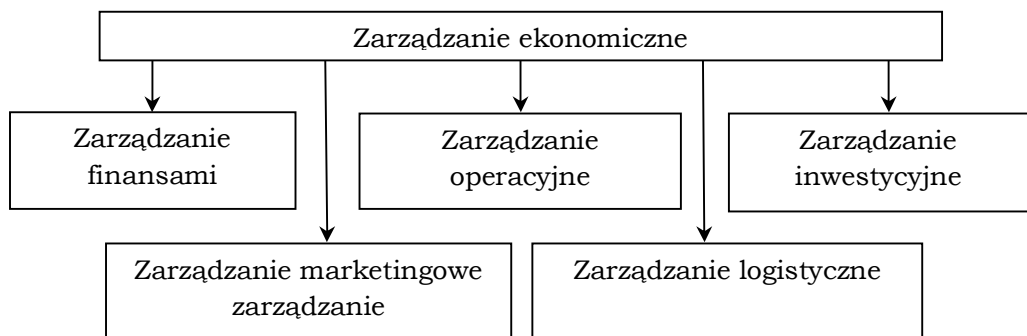 Zarządzanie ekonomiczne
Zarządzanie
finansami
Zarządzanie
operacyjne
Zarządzanie
inwestycyjne
Zarządzanie marketingowe
zarządzanie
Zarządzanie logistyczne